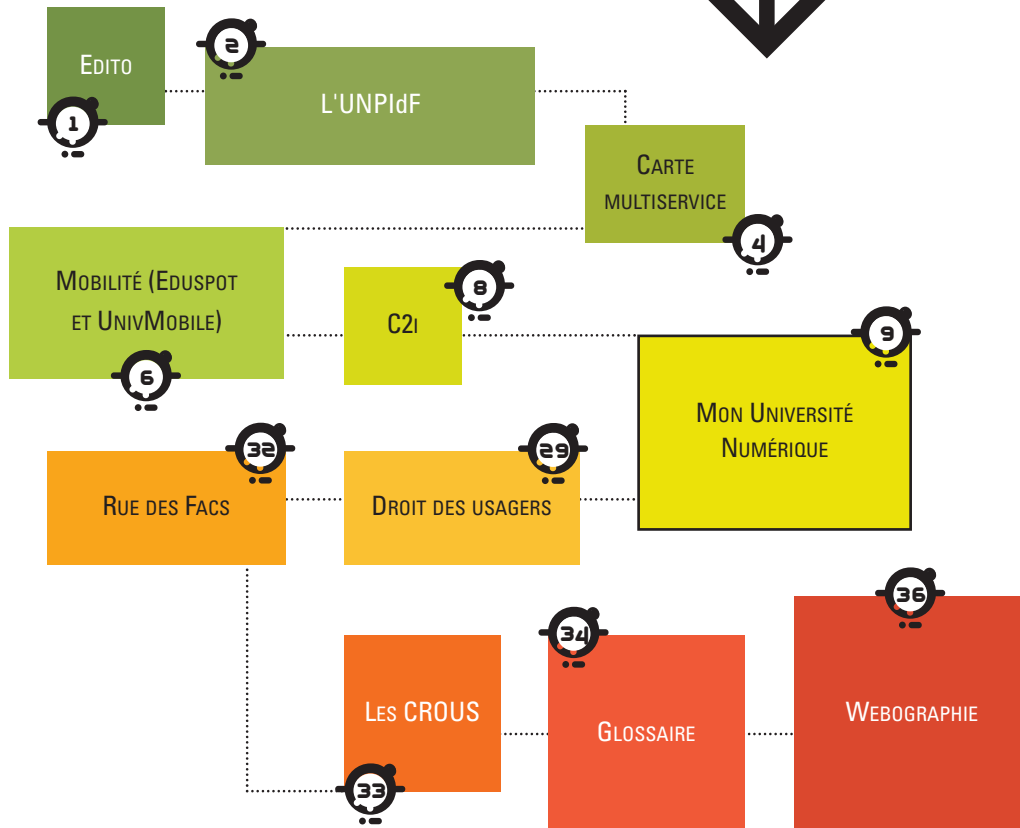 Edito
1
2
L'UNPIdF
Carte
multiservice
4
Mobilité (Eduspot
et UnivMobile)
6
C2i
8
9
Mon Université
Numérique
29
Droit des usagers
32
Rue des Facs
Les CROUS
33
34
Glossaire
36
Webographie